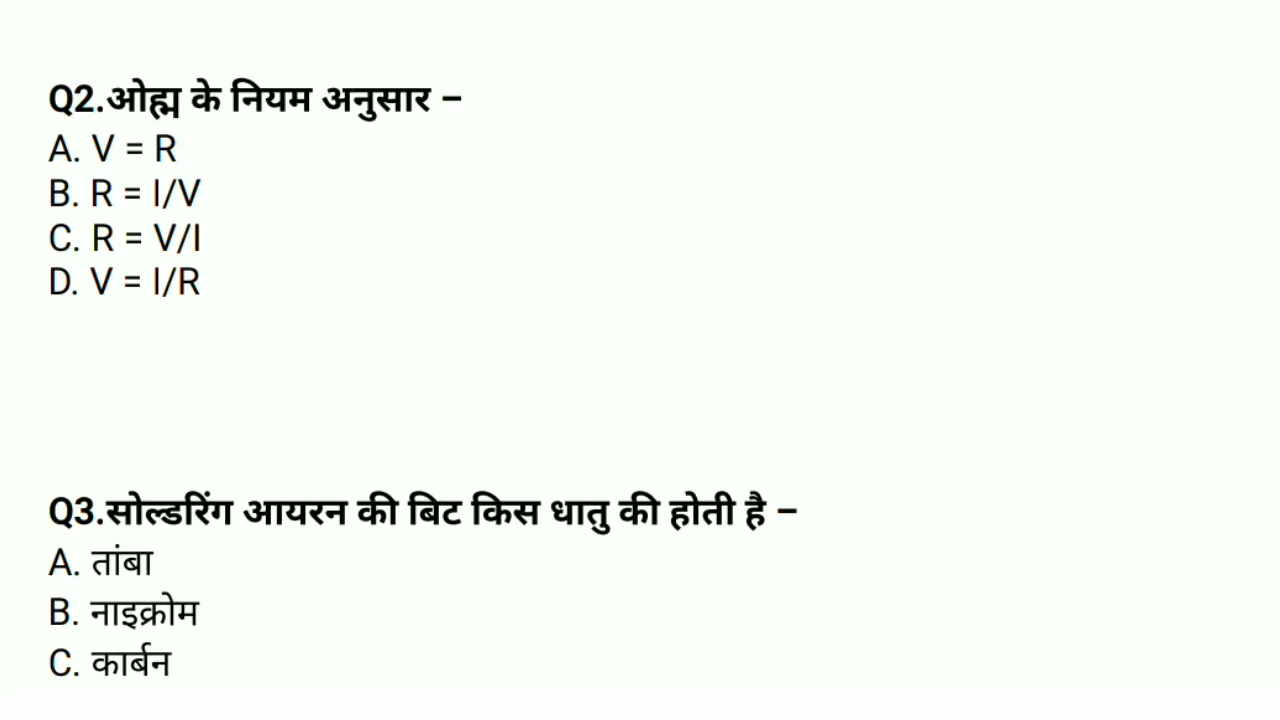 Q2.ओह्म के नियम अनुसार –
A. V = R
B. R = I/V
C. R = V/I
D. V = I/R
Q3.सोल्डरिंग आयरन की बिट किस धातु की होती है –
A. तांबा
B. नाइक्रोम
C. कार्बन